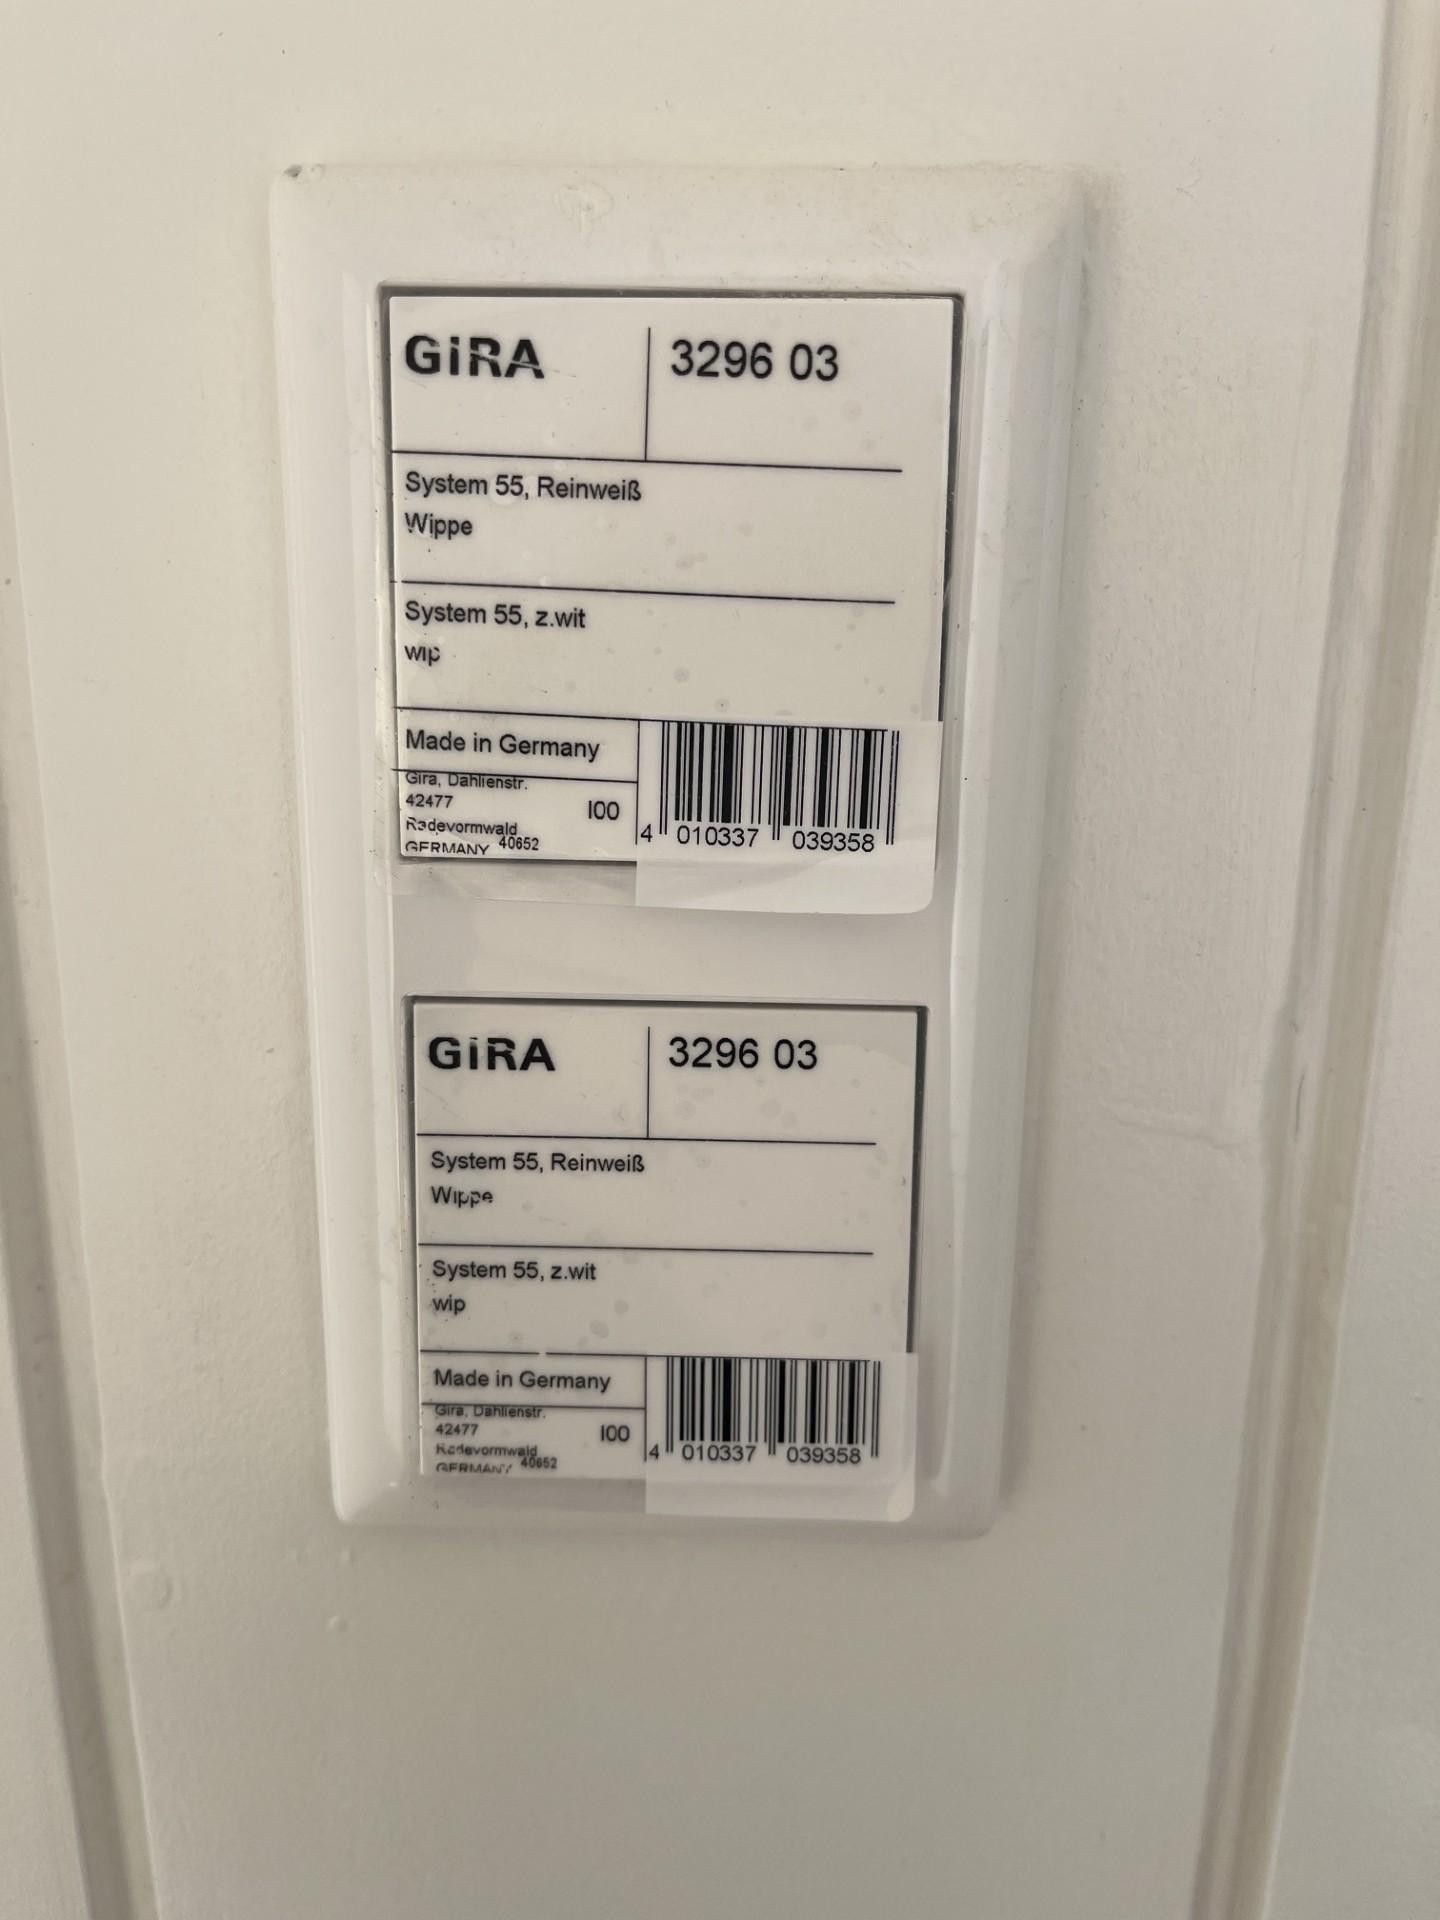 GIRA 3296 03
System 55, Reinweiß
Wippe
System 55, z.wit
wip
Made in Germany
Gira, Dahlienstr.
42477 I00
Radevormwald
GERMANY 40652
4 010337 039358
GIRA 3296 03
System 55, Reinweiß
Wippe
System 55, z.wit
wip
Made in Germany
Gira, Dahlienstr.
42477 I00
Radevormwald
GERMANY 40652
4 010337 039358